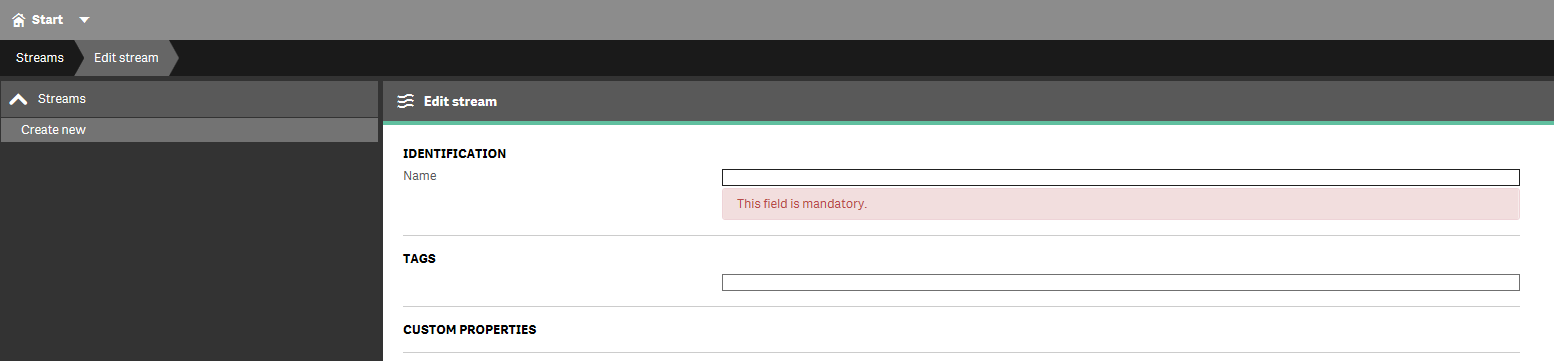 Start
Streams
Edit stream
Streams
Create new
Edit stream
IDENTIFICATION
Name
This field is mandatory.
TAGS
CUSTOM PROPERTIES